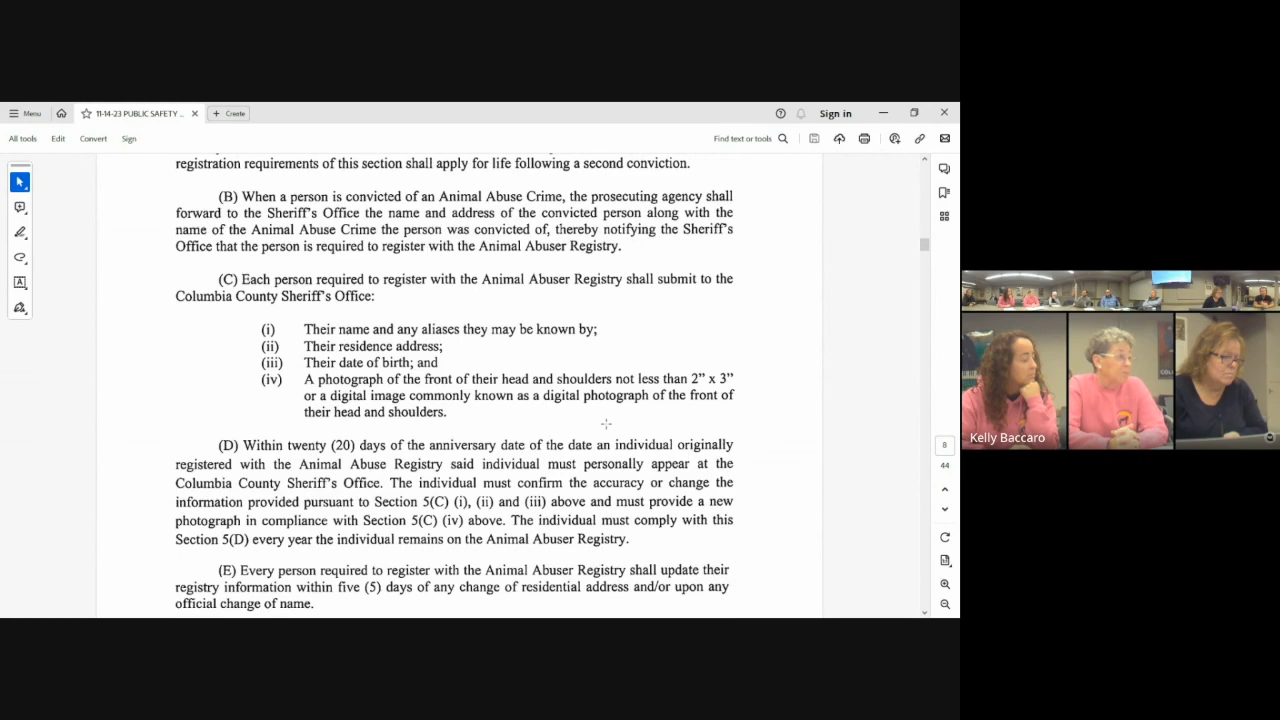 Menu
11-14-23 PUBLIC SAFETY ...
Create
Sign in
All tools
Edit
Convert
Sign
Find text or tools
registration requirements of this section shall apply for life following a second conviction.
(B) When a person is convicted of an Animal Abuse Crime, the prosecuting agency shall
forward to the Sheriff's Office the name and address of the convicted person along with the
name of the Animal Abuse Crime the person was convicted of, thereby notifying the Sheriff's
Office that the person is required to register with the Animal Abuser Registry.
(C) Each person required to register with the Animal Abuser Registry shall submit to the
Columbia County Sheriff's Office:
(i) Their name and any aliases they may be known by;
(ii) Their residence address;
(iii) Their date of birth; and
(iv) A photograph of the front of their head and shoulders not less than 2” x 3”
or a digital image commonly known as a digital photograph of the front of
their head and shoulders.
(D) Within twenty (20) days of the anniversary date of the date an individual originally
registered with the Animal Abuse Registry said individual must personally appear at the
Columbia County Sheriff's Office. The individual must confirm the accuracy or change the
information provided pursuant to Section 5(C) (i), (ii) and (iii) above and must provide a new
photograph in compliance with Section 5(C) (iv) above. The individual must comply with this
Section 5(D) every year the individual remains on the Animal Abuser Registry.
(E) Every person required to register with the Animal Abuser Registry shall update their
registry information within five (5) days of any change of residential address and/or upon any
official change of name.
8
44
Kelly Baccaro